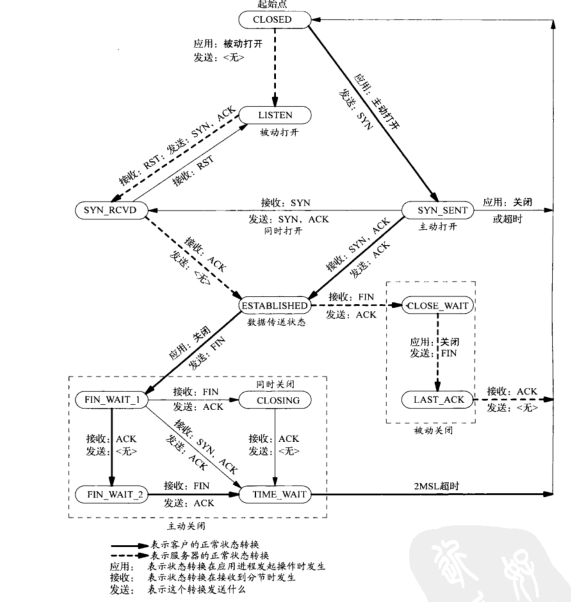 起始点
CLOSED
应用：被动打开
发送：<无>
应用：主动打开
发送：SYN
LISTEN
被动打开
接收：RST；发送：SYN、ACK
接收：RST
SYN_RCVD
接收：SYN
发送：SYN、ACK
同时打开
SYN_SENT
主动打开
应用：关闭
或超时
接收：ACK
发送：<无>
接收：SYN、ACK
发送：ACK
ESTABLISHED
数据传送状态
接收：FIN
发送：ACK
CLOSE_WAIT
应用：关闭
发送：FIN
应用：关闭
发送：FIN
LAST_ACK
被动关闭
接收：ACK
发送：<无>
FIN_WAIT_1
接收：FIN
发送：ACK
同时关闭
CLOSING
接收：ACK
发送：<无>
接收：SYN、ACK
发送：ACK
接收：ACK
发送：<无>
FIN_WAIT_2
接收：FIN
发送：ACK
TIME_WAIT
2MSL超时
主动关闭
表示客户的正常状态转换
表示服务器的正常状态转换
应用： 表示状态转换在应用进程发起操作时发生
接收： 表示状态转换在接收到分节时发生
发送： 表示这个转换发送什么